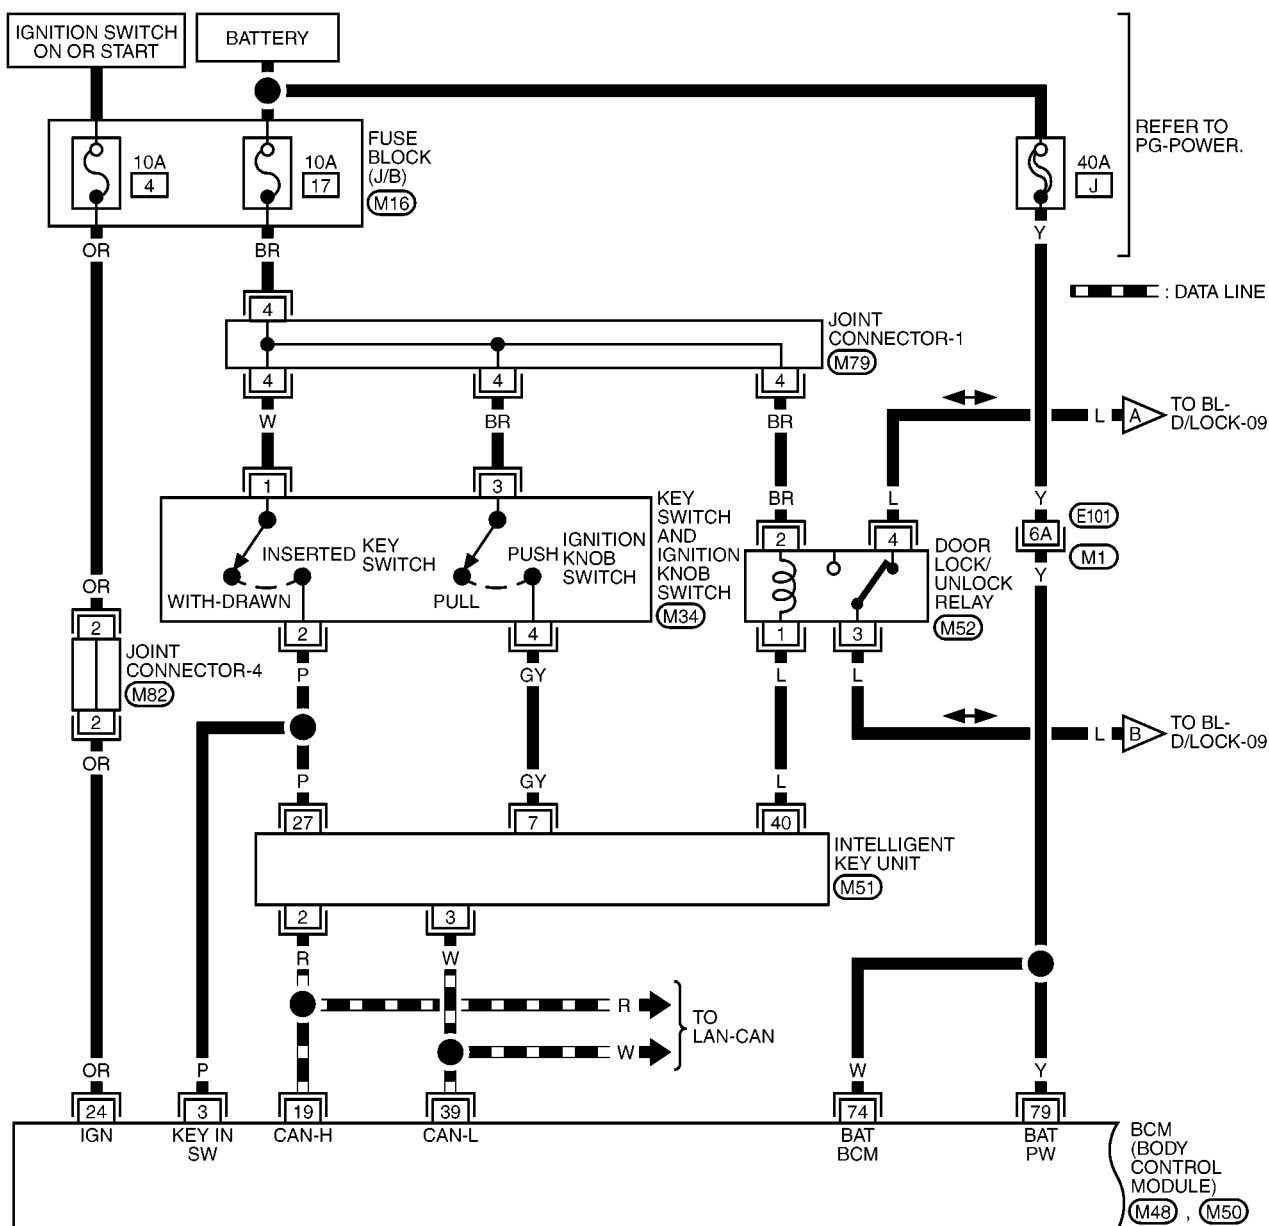 IGNITION SWITCH
ON OR START
BATTERY
REFER TO
PG-POWER.
10A
4
10A
17
FUSE
BLOCK
(J/B)
M16
40A
J
OR
BR
Y
: DATA LINE
4
JOINT
CONNECTOR-1
M79
4
4
4
W
BR
BR
L
A
TO BL-
D/LOCK-09
1
3
BR
L
Y
KEY
SWITCH
AND
IGNITION
KNOB
SWITCH
M34
INSERTED
KEY
SWITCH
WITH-DRAWN
PUSH
IGNITION
KNOB
SWITCH
PULL
2
4
DOOR
LOCK/
UNLOCK
RELAY
M52
6A
E101
M1
Y
OR
2
JOINT
CONNECTOR-4
M82
2
OR
2
4
1
3
P
GY
L
L
L
B
TO BL-
D/LOCK-09
P
GY
L
27
7
40
INTELLIGENT
KEY UNIT
M51
2
3
R
W
R
W
TO
LAN-CAN
OR
P
W
Y
24
3
19
39
74
79
IGN
KEY IN
SW
CAN-H
CAN-L
BAT
BCM
BAT
PW
BCM
(BODY
CONTROL
MODULE)
M48 , M50